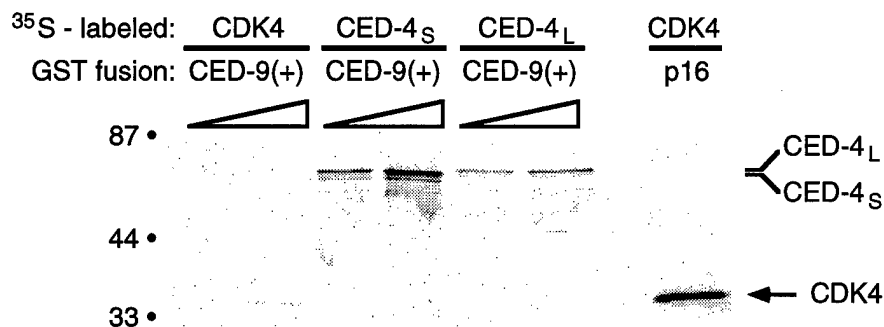 ³⁵S - labeled: CDK4 CED-4S CED-4L CDK4
GST fusion: CED-9(+) CED-9(+) CED-9(+) p16
87 •
CED-4L
CED-4S
44 •
CDK4
33 •